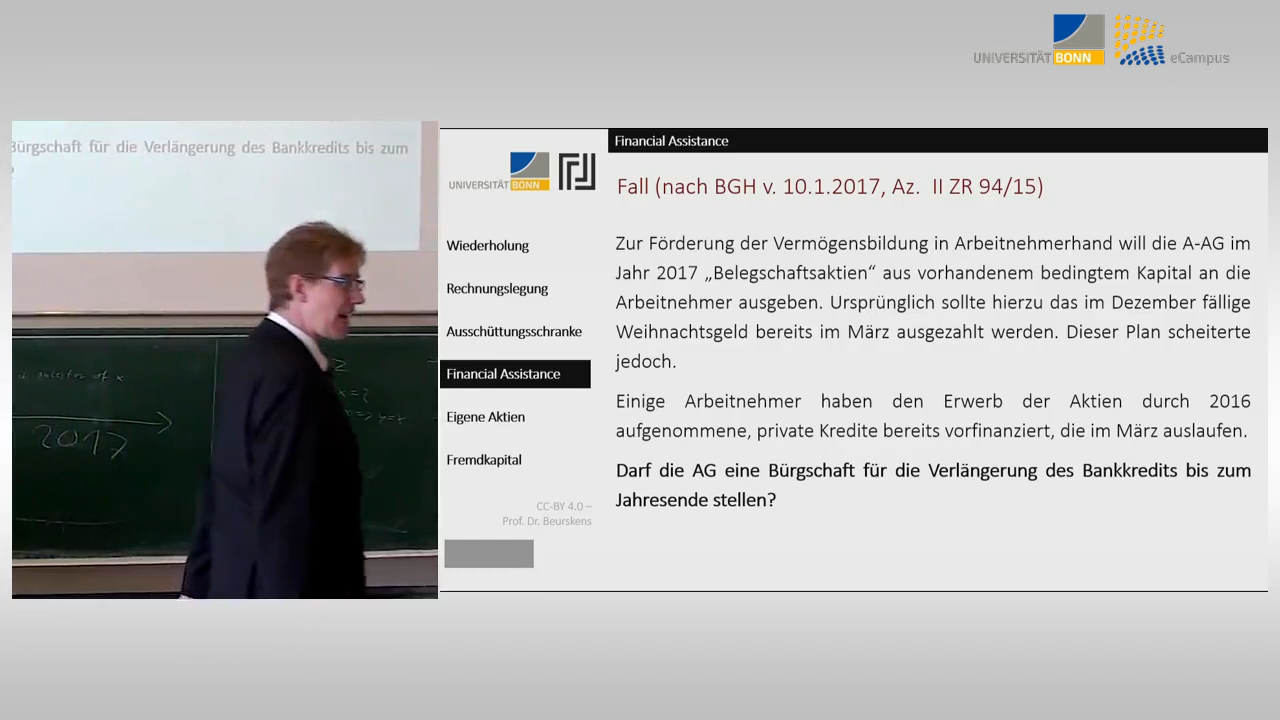 UNIVERSITÄT BONN eCampus
Bürgschaft für die Verlängerung des Bankkredits bis zum
ancestor of x
2017
Financial Assistance
UNIVERSITÄT BONN
Fall (nach BGH v. 10.1.2017, Az. II ZR 94/15)
Zur Förderung der Vermögensbildung in Arbeitnehmerhand will die A-AG im
Jahr 2017 „Belegschaftsaktien“ aus vorhandenem bedingtem Kapital an die
Arbeitnehmer ausgeben. Ursprünglich sollte hierzu das im Dezember fällige
Weihnachtsgeld bereits im März ausgezahlt werden. Dieser Plan scheiterte
jedoch.
Einige Arbeitnehmer haben den Erwerb der Aktien durch 2016
aufgenommene, private Kredite bereits vorfinanziert, die im März auslaufen.
Darf die AG eine Bürgschaft für die Verlängerung des Bankkredits bis zum
Jahresende stellen?
Wiederholung
Rechnungslegung
Ausschüttungsschranke
Financial Assistance
Eigene Aktien
Fremdkapital
CC-BY 4.0 –
Prof. Dr. Beurskens